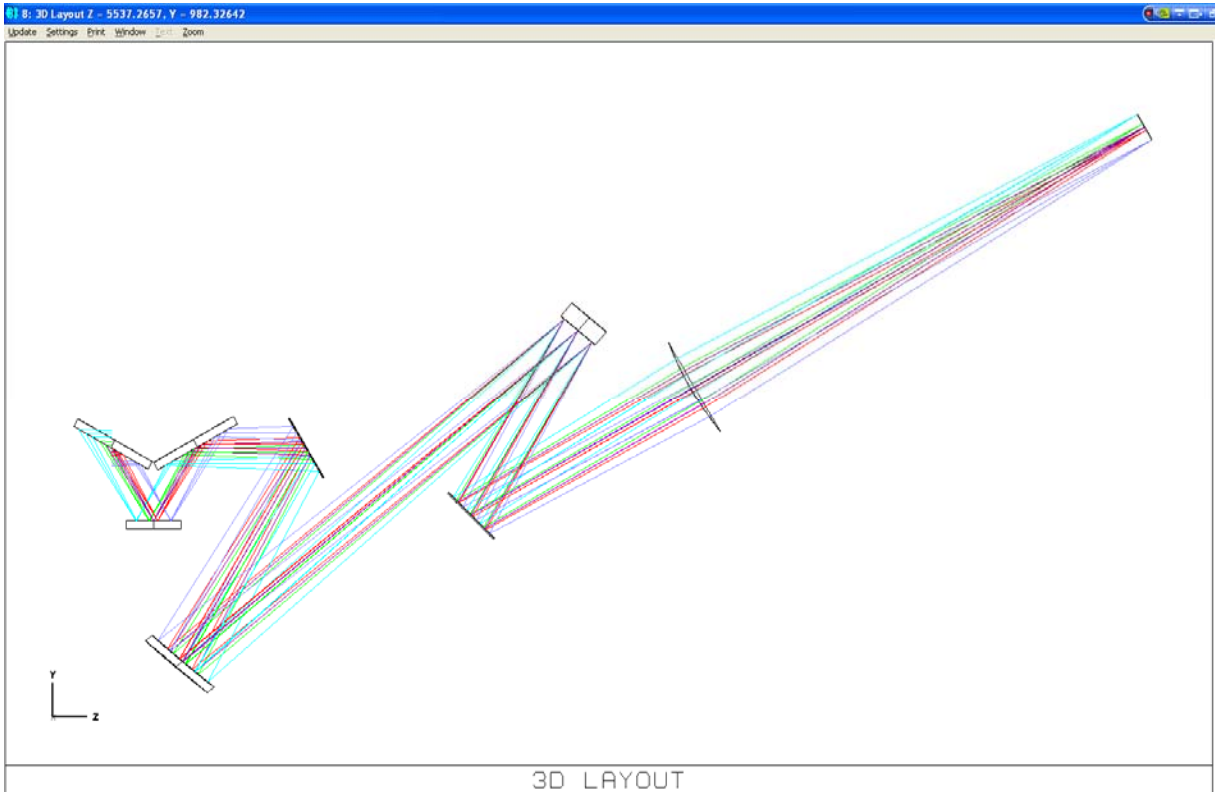 8: 3D Layout Z - 5537.2657, Y - 982.32642
Update Settings Print Window Text Zoom
Y
Z
3D LAYOUT